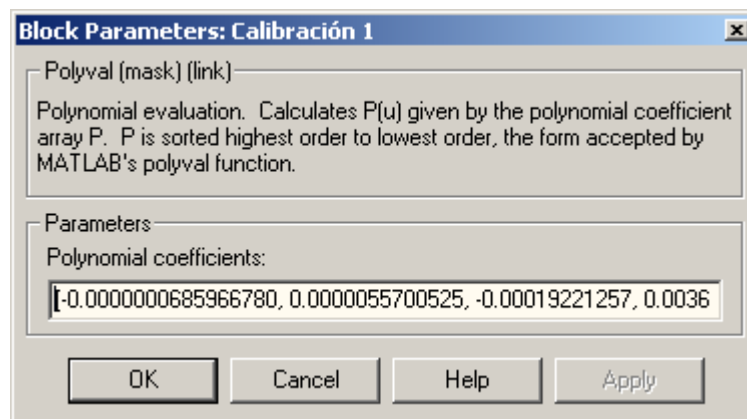 Block Parameters: Calibración 1
Polyval (mask) (link)
Polynomial evaluation. Calculates P(u) given by the polynomial coefficient
array P. P is sorted highest order to lowest order, the form accepted by
MATLAB's polyval function.
Parameters
Polynomial coefficients:
[-0.0000000685966780, 0.0000055700525, -0.00019221257, 0.0036
OK Cancel Help Apply